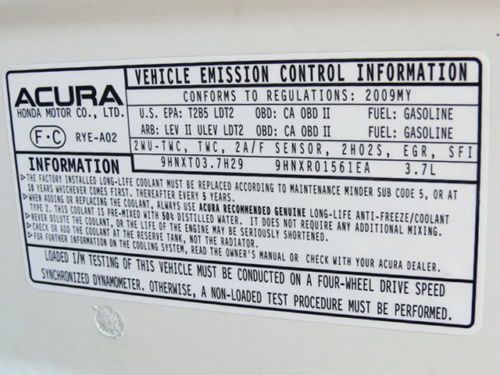 ACURA
HONDA MOTOR CO., LTD.
F·C RYE-A02
VEHICLE EMISSION CONTROL INFORMATION
CONFORMS TO REGULATIONS: 2009MY
U.S. EPA: T2B5 LDT2 OBD: CA OBD II FUEL: GASOLINE
ARB: LEV II ULEV LDT2 OBD: CA OBD II FUEL: GASOLINE
2WU-TWC, TWC, 2A/F SENSOR, 2HO2S, EGR, SFI
9HNXT03.7H29 9HNXR01561EA 3.7L
INFORMATION
▶THE FACTORY INSTALLED LONG-LIFE COOLANT MUST BE REPLACED ACCORDING TO MAINTENANCE MINDER SUB CODE 5, OR AT
10 YEARS WHICHEVER COMES FIRST. THEREAFTER EVERY 5 YEARS.
▶WHEN ADDING OR REPLACING THE COOLANT, ALWAYS USE ACURA RECOMMENDED GENUINE LONG-LIFE ANTI-FREEZE/COOLANT
TYPE 2. THIS COOLANT IS PRE-MIXED WITH 50% DISTILLED WATER. IT DOES NOT REQUIRE ANY ADDITIONAL MIXING.
▶NEVER DILUTE THE COOLANT, OR THE LIFE OF THE ENGINE MAY BE SERIOUSLY SHORTENED.
▶CHECK OR ADD THE COOLANT AT THE RESERVE TANK, NOT THE RADIATOR.
▶FOR FURTHER INFORMATION ON THE COOLING SYSTEM, READ THE OWNER'S MANUAL OR CHECK WITH YOUR ACURA DEALER.
LOADED I/M TESTING OF THIS VEHICLE MUST BE CONDUCTED ON A FOUR-WHEEL DRIVE SPEED
SYNCHRONIZED DYNAMOMETER. OTHERWISE, A NON-LOADED TEST PROCEDURE MUST BE PERFORMED.